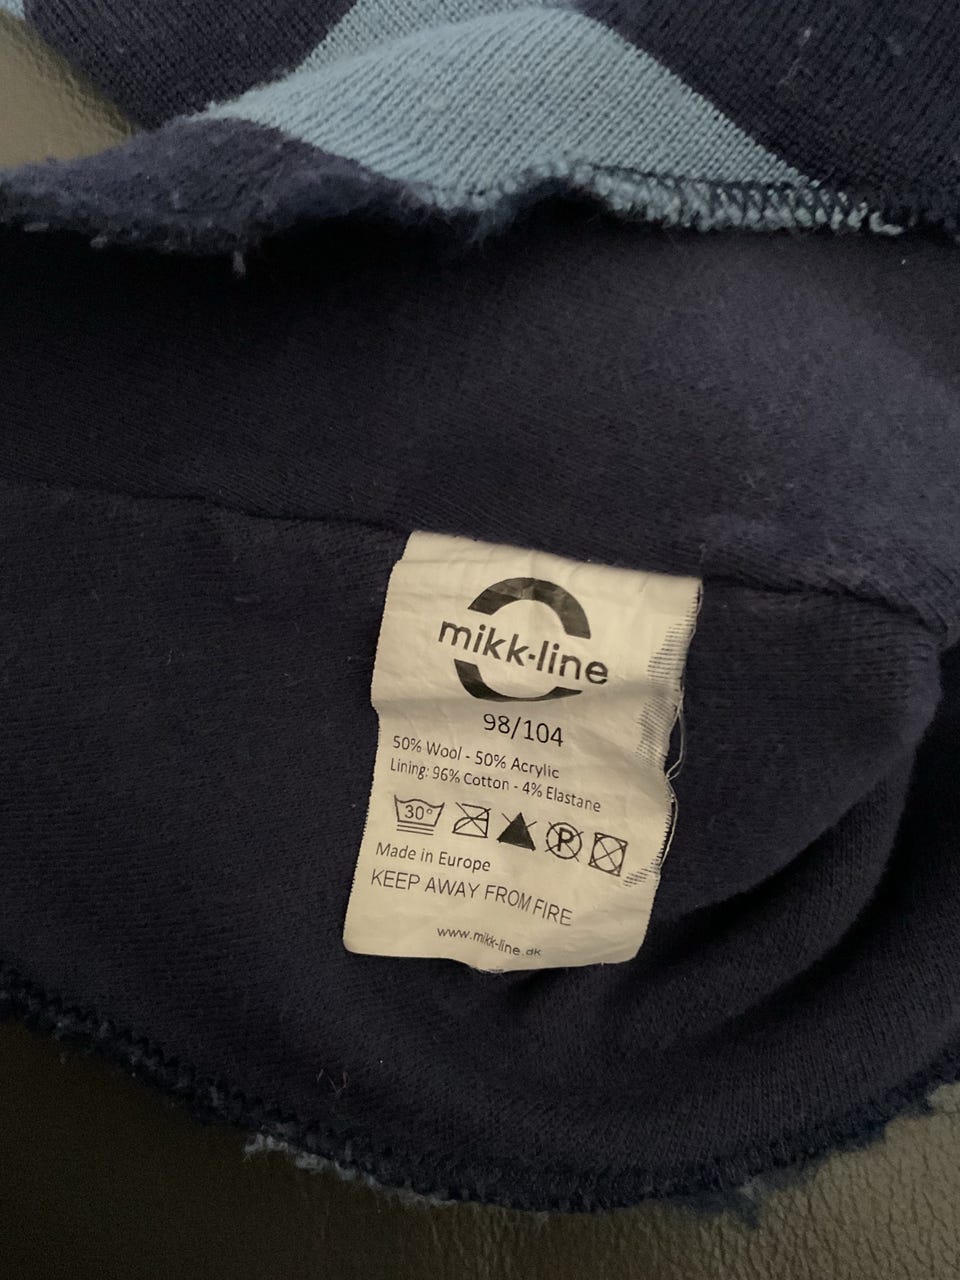 mikk-line
98/104
50% Wool - 50% Acrylic
Lining: 96% Cotton - 4% Elastane
30°
P
Made in Europe
KEEP AWAY FROM FIRE
www.mikk-line.dk